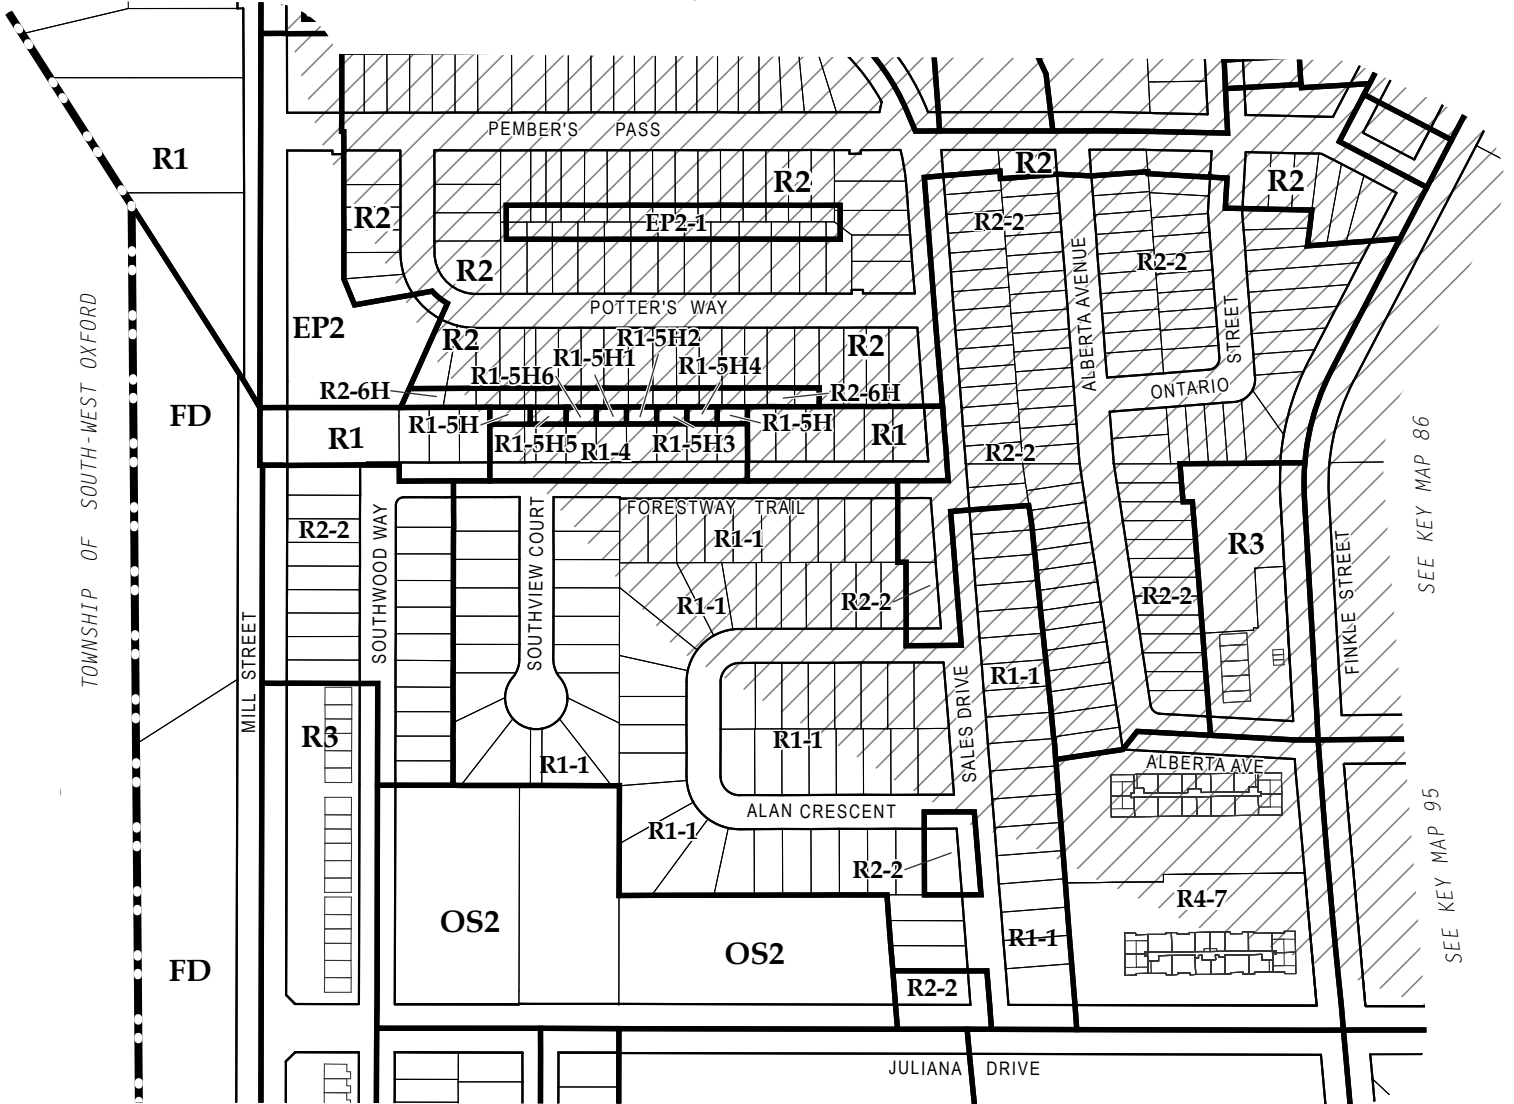 PEMBER'S PASS
R1
R2
R2
R2
R2
R2
EP2-1
R2-2
R2-2
R2
POTTER'S WAY
EP2
R2
R1-5H2
R1-5H1
R2
R1-5H6
R1-5H4
R2-6H
R2-6H
ALBERTA AVENUE
ONTARIO
STREET
TOWNSHIP OF SOUTH-WEST OXFORD
FD
R1
R1-5H
R1-5H5
R1-4
R1-5H3
R1-5H
R1
R2-2
SEE KEY MAP 86
R2-2
SOUTHWOOD WAY
SOUTHVIEW COURT
FORESTWAY TRAIL
R1-1
R3
R1-1
R2-2
R2-2
FINKLE STREET
MILL STREET
R1-1
SALES DRIVE
R3
R1-1
R1-1
ALBERTA AVE
ALAN CRESCENT
R1-1
R2-2
SEE KEY MAP 95
R4-7
OS2
OS2
R1-1
FD
R2-2
JULIANA DRIVE